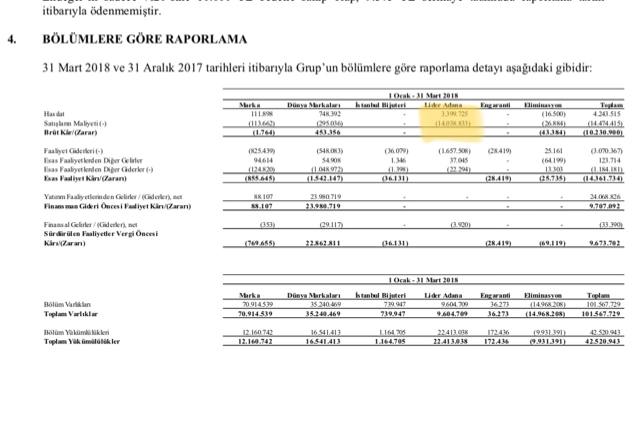 itibarıyla ödenmemiştir.
4. BÖLÜMLERE GÖRE RAPORLAMA
31 Mart 2018 ve 31 Aralık 2017 tarihleri itibarıyla Grup'un bölümlere göre raporlama detayı aşağıdaki gibidir:
1 Ocak - 31 Mart 2018
Marka Dünya Markaları İstanbul Bijuteri Lider Adana Engaranti Eliminasyon Toplam
Hasılat 111.898 748.392 - 3.399.725 - (16.500) 4.243.515
Satışların Maliyeti (-) (113.662) (295.036) - (14.038.833) - (26.884) (14.474.415)
Brüt Kâr/(Zarar) (1.764) 453.356 - - (43.384) (10.230.900)
Faaliyet Giderleri (-) (825.439) (548.083) (36.079) (1.657.508) (28.419) 25.161 (3.070.367)
Esas Faaliyetlerden Diğer Gelirler 94.614 54.908 1.346 37.045 - (64.199) 123.714
Esas Faaliyetlerden Diğer Giderler (-) (124.820) (1.048.972) (1.398) (22.294) - 13.303 (1.184.181)
Esas Faaliyet Kârı/(Zararı) (855.645) (1.542.147) (36.131) (28.419) (25.735) (14.361.734)
Yatırım Faaliyetlerinden Gelirler / (Giderler), net 88.107 23.980.719 - - - - 24.068.826
Finansman Gideri Öncesi Faaliyet Kârı/(Zararı) 88.107 23.980.719 - - - - 9.707.092
Finansal Gelirler / (Giderler), net (353) (29.117) (3.920) (33.390)
Sürdürülen Faaliyetler Vergi Öncesi
Kârı/(Zararı) (769.655) 22.862.811 (36.131) (28.419) (69.119) 9.673.702
1 Ocak - 31 Mart 2018
Marka Dünya Markaları İstanbul Bijuteri Lider Adana Engaranti Eliminasyon Toplam
Bölüm Varlıkları 70.914.539 35.240.469 739.947 9.604.709 36.273 (14.968.208) 101.567.729
Toplam Varlıklar 70.914.539 35.240.469 739.947 9.604.709 36.273 (14.968.208) 101.567.729
Bölüm Yükümlülükleri 12.160.742 16.541.413 1.164.705 22.413.038 172.436 (9.931.391) 42.520.943
Toplam Yükümlülükler 12.160.742 16.541.413 1.164.705 22.413.038 172.436 (9.931.391) 42.520.943